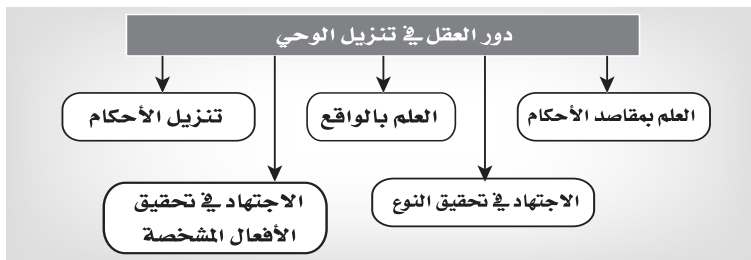 دور العقل في تنزيل الوحي
العلم بمقاصد الأحكام
العلم بالواقع
تنزيل الأحكام
الاجتهاد في تحقيق النوع
الاجتهاد في تحقيق
الأفعال المشخصة